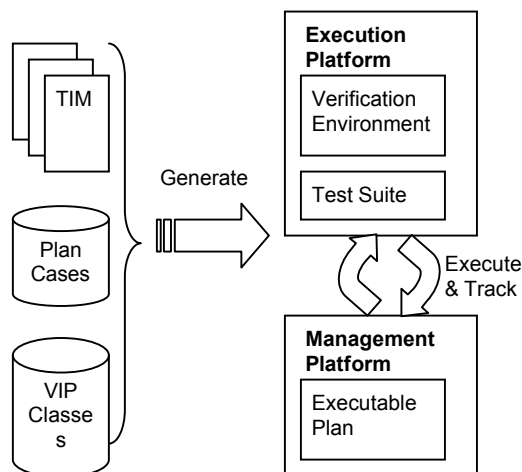 TIM
Plan
Cases
VIP
Classe
s
Generate
Execution
Platform
Verification
Environment
Test Suite
Execute
& Track
Management
Platform
Executable
Plan